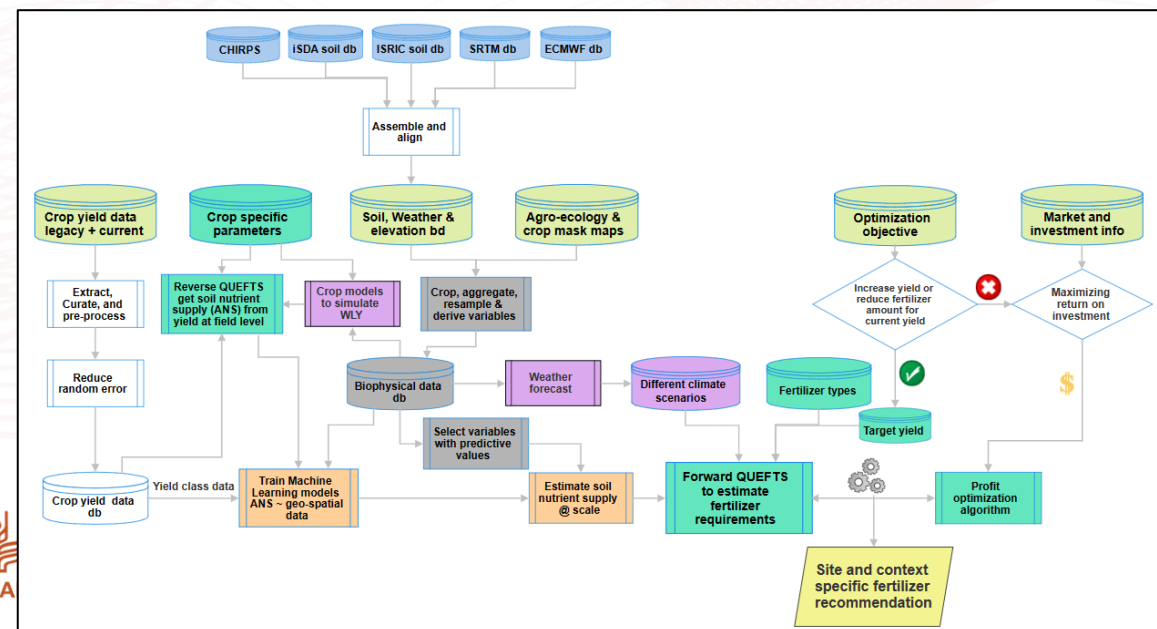 CHIRPS
iSDA soil db
ISRIC soil db
SRTM db
ECMWF db
Assemble and
align
Crop yield data
legacy + current
Crop specific
parameters
Soil, Weather &
elevation bd
Agro-ecology &
crop mask maps
Optimization
objective
Market and
investment info
Extract,
Curate, and
pre-process
Reverse QUEFTS
get soil nutrient
supply (ANS) from
yield at field level
Crop models
to simulate
WLY
Crop, aggregate,
resample &
derive variables
Increase yield or
reduce fertilizer
amount for
current yield
Maximizing
return on
investment
Reduce
random error
Biophysical data
db
Weather
forecast
Different climate
scenarios
Fertilizer types
$
Target yield
Select variables
with predictive
values
Crop yield data
db
Yield class data
Train Machine
Learning models
ANS ~ geo-spatial
data
Estimate soil
nutrient supply
@ scale
Forward QUEFTS
to estimate
fertilizer
requirements
Profit
optimization
algorithm
Site and context
specific fertilizer
recommendation
A